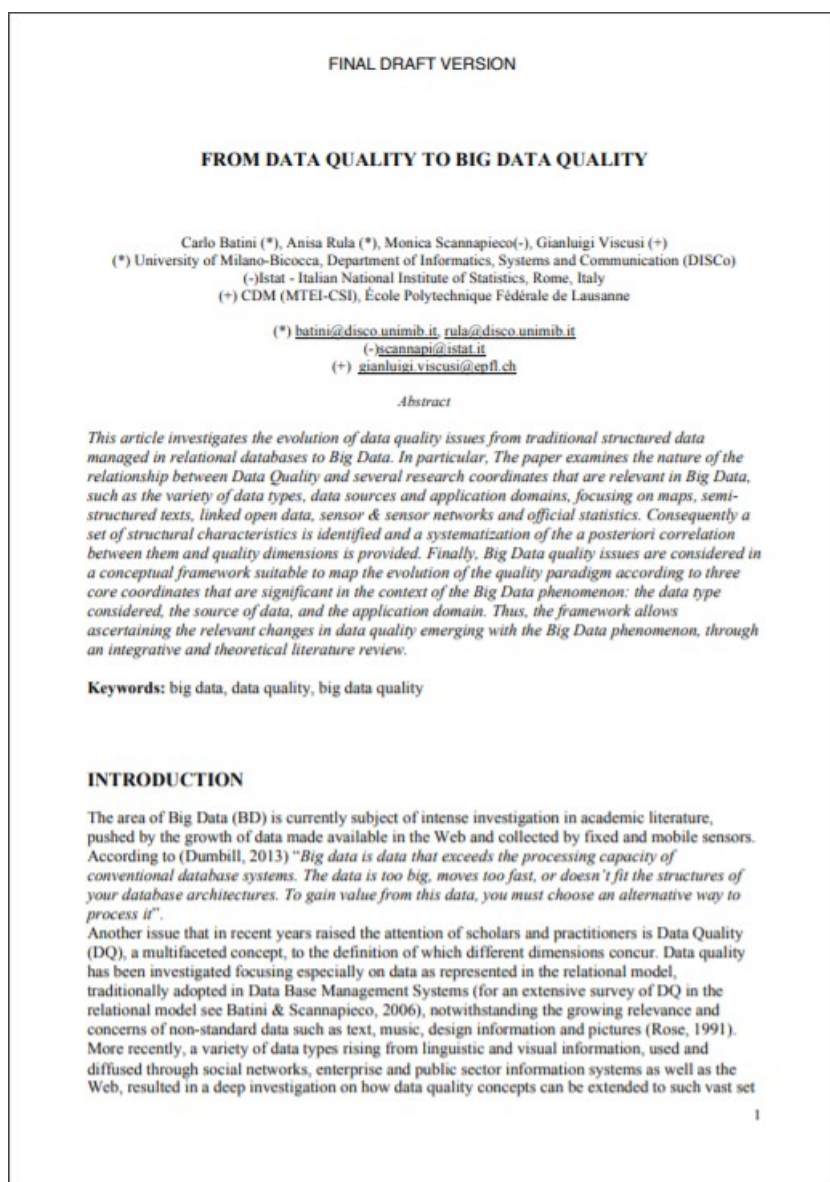 FINAL DRAFT VERSION
FROM DATA QUALITY TO BIG DATA QUALITY
Carlo Batini (*), Anisa Rula (*), Monica Scannapieco(-), Gianluigi Viscusi (+)
(*) University of Milano-Bicocca, Department of Informatics, Systems and Communication (DISCo)
(-)Istat - Italian National Institute of Statistics, Rome, Italy
(+) CDM (MTEI-CSI), École Polytechnique Fédérale de Lausanne
(*) batini@disco.unimib.it, rula@disco.unimib.it
(-)scannapi@istat.it
(+) gianluigi.viscusi@epfl.ch
Abstract
This article investigates the evolution of data quality issues from traditional structured data
managed in relational databases to Big Data. In particular, The paper examines the nature of the
relationship between Data Quality and several research coordinates that are relevant in Big Data,
such as the variety of data types, data sources and application domains, focusing on maps, semi-
structured texts, linked open data, sensor & sensor networks and official statistics. Consequently a
set of structural characteristics is identified and a systematization of the a posteriori correlation
between them and quality dimensions is provided. Finally, Big Data quality issues are considered in
a conceptual framework suitable to map the evolution of the quality paradigm according to three
core coordinates that are significant in the context of the Big Data phenomenon: the data type
considered, the source of data, and the application domain. Thus, the framework allows
ascertaining the relevant changes in data quality emerging with the Big Data phenomenon, through
an integrative and theoretical literature review.
Keywords: big data, data quality, big data quality
INTRODUCTION
The area of Big Data (BD) is currently subject of intense investigation in academic literature,
pushed by the growth of data made available in the Web and collected by fixed and mobile sensors.
According to (Dumbill, 2013) “Big data is data that exceeds the processing capacity of
conventional database systems. The data is too big, moves too fast, or doesn’t fit the structures of
your database architectures. To gain value from this data, you must choose an alternative way to
process it”.
Another issue that in recent years raised the attention of scholars and practitioners is Data Quality
(DQ), a multifaceted concept, to the definition of which different dimensions concur. Data quality
has been investigated focusing especially on data as represented in the relational model,
traditionally adopted in Data Base Management Systems (for an extensive survey of DQ in the
relational model see Batini & Scannapieco, 2006), notwithstanding the growing relevance and
concerns of non-standard data such as text, music, design information and pictures (Rose, 1991).
More recently, a variety of data types rising from linguistic and visual information, used and
diffused through social networks, enterprise and public sector information systems as well as the
Web, resulted in a deep investigation on how data quality concepts can be extended to such vast set
1